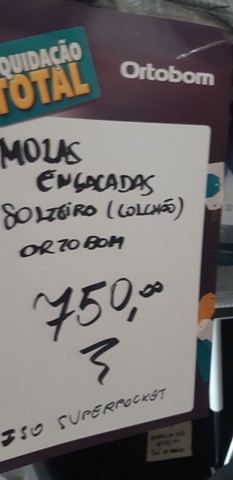 QUIDAÇÃO
TOTAL
Ortobom
MOLAS
ENSACADAS
SOLTEIRO (COLCHÃO)
ORTOBOM
750,00
ISO SUPERPOCKET